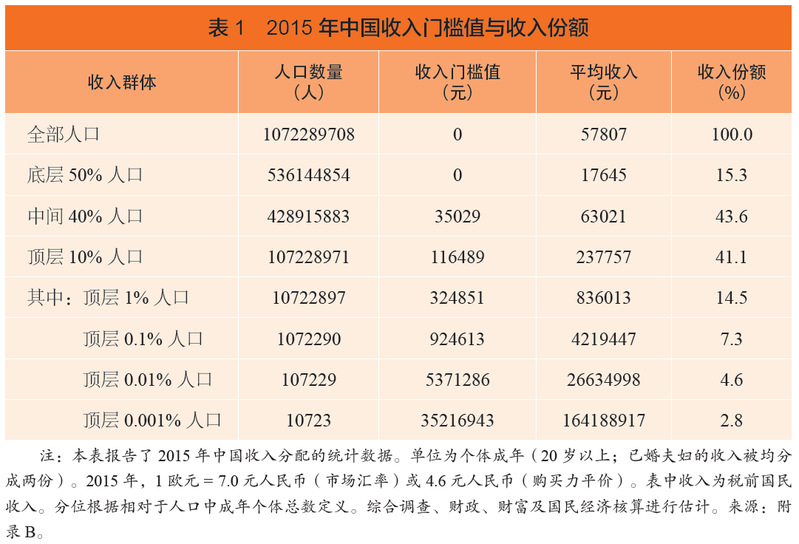 表 1 2015 年中国收入门槛值与收入份额
收入群体 人口数量（人） 收入门槛值（元） 平均收入（元） 收入份额（%）
全部人口 1072289708 0 57807 100.0
底层 50% 人口 536144854 0 17645 15.3
中间 40% 人口 428915883 35029 63021 43.6
顶层 10% 人口 107228971 116489 237757 41.1
其中：顶层 1% 人口 10722897 324851 836013 14.5
顶层 0.1% 人口 1072290 924613 4219447 7.3
顶层 0.01% 人口 107229 5371286 26634998 4.6
顶层 0.001% 人口 10723 35216943 164188917 2.8
注：本表报告了 2015 年中国收入分配的统计数据。单位为个体成年（20 岁以上；已婚夫妇的收入被均分
成两份）。2015 年，1 欧元 = 7.0 元人民币（市场汇率）或 4.6 元人民币（购买力平价）。表中收入为税前国民
收入。分位根据相对于人口中成年个体总数定义。综合调查、财政、财富及国民经济核算进行估计。来源：附
录 B。